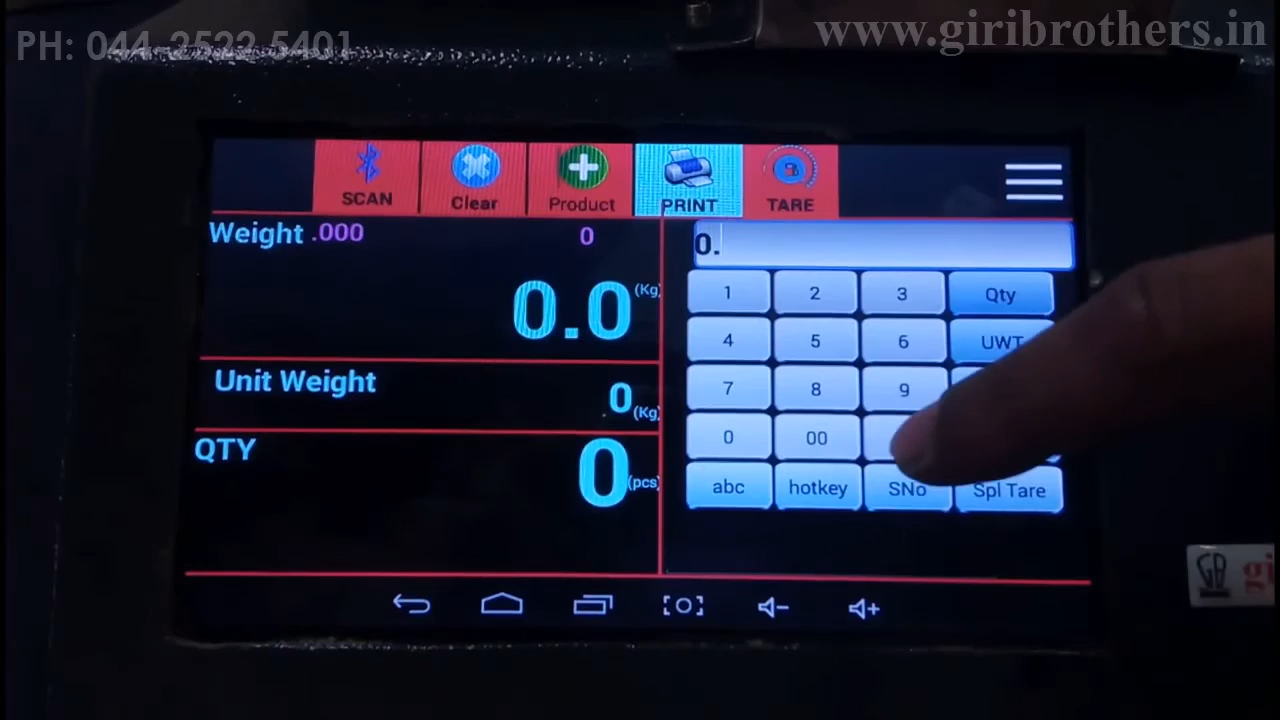 PH: 044-2522 5401
www.giribrothers.in
SCAN
Clear
Product
PRINT
TARE
Weight .000 0
0.0 (Kg)
Unit Weight
0 (Kg)
QTY
0 (pcs)
0.
1 2 3 Qty
4 5 6 UWT
7 8 9
0 00
abc hotkey SNo Spl Tare
GB